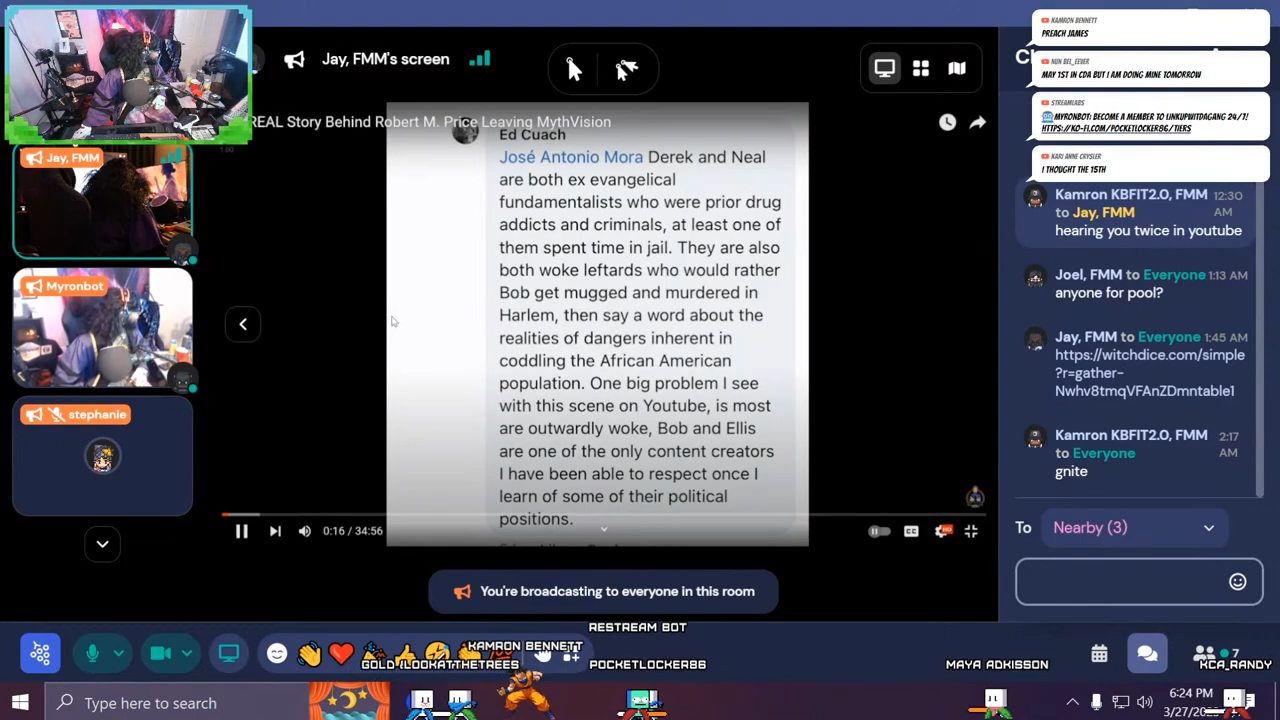 KAMRON BENNETT
PREACH JAMES
NUN BEL_EEVER
MAY 1ST IN CDA BUT I AM DOING MINE TOMORROW
STREAMLABS
MYRONBOT: BECOME A MEMBER TO LINKUPWITDAGANG 24/7!
HTTPS://KO-FI.COM/POCKETLOCKER86/TIERS
KARI ANNE CRYSLER
I THOUGHT THE 15TH
Jay, FMM's screen
REAL Story Behind Robert M. Price Leaving MythVision
1.00
Jay, FMM
Myronbot
stephanie
Ed Cuach
José Antonio Mora Derek and Neal
are both ex evangelical
fundamentalists who were prior drug
addicts and criminals, at least one of
them spent time in jail. They are also
both woke leftards who would rather
Bob get mugged and murdered in
Harlem, then say a word about the
realies of dangers inherent in
coddling the African American
population. One big problem I see
with this scene on Youtube, is most
are outwardly woke, Bob and Ellis
are one of the only content creators
I have been able to respect once I
learn of some of their political
positions.
0:16 / 34:56
CC
HD
You're broadcasting to everyone in this room
Kamron KBFIT2.0, FMM 12:30 AM
to Jay, FMM
hearing you twice in youtube
Joel, FMM to Everyone 1:13 AM
anyone for pool?
Jay, FMM to Everyone 1:45 AM
https://witchdice.com/simple
?r=gather-
Nwhv8tmqVFAnZDmntable1
Kamron KBFIT2.0, FMM 2:17 AM
to Everyone
gnite
To Nearby (3)
RESTREAM BOT
KAMRON BENNETT
GOLD (LOOKATTHETREES
POCKETLOCKER86
MAYA ADKISSON
KCA_RANDY
7
Type here to search
6:24 PM